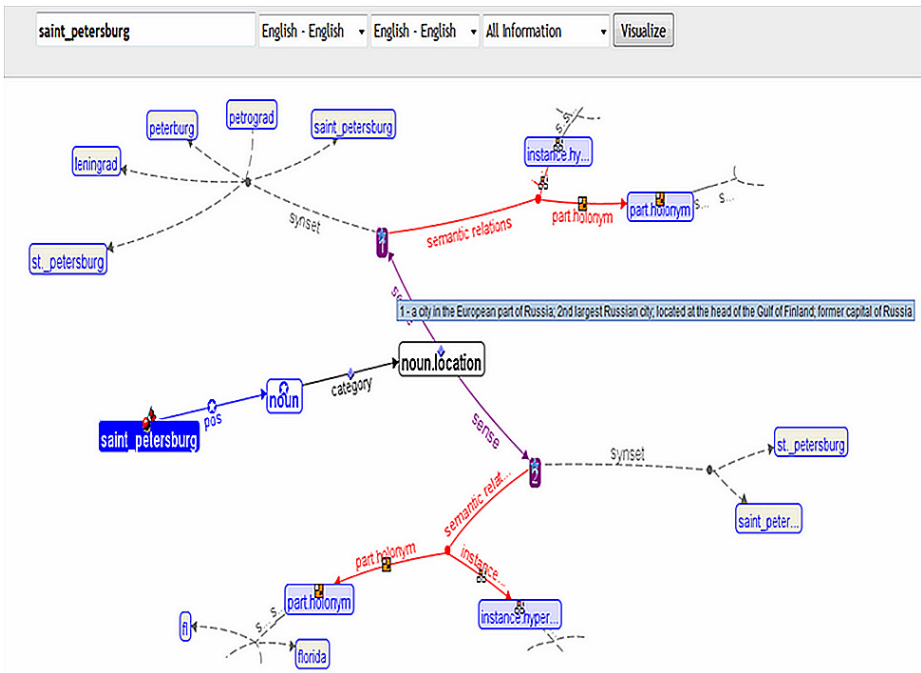 saint_petersburg English - English English - English All Information Visualize
petrograd
peterburg
saint_petersburg
leningrad
instance.hy...
synset
part.holonym
part.holonym
s... s...
semantic relations
st._petersburg
1
1 - a city in the European part of Russia; 2nd largest Russian city; located at the head of the Gulf of Finland; former capital of Russia
noun.location
category
noun
pos
saint_petersburg
sense
st._petersburg
synset
2
semantic relat...
saint_peter...
part.holonym
instance...
part.holonym
instance.hyper...
s... s...
fl
florida